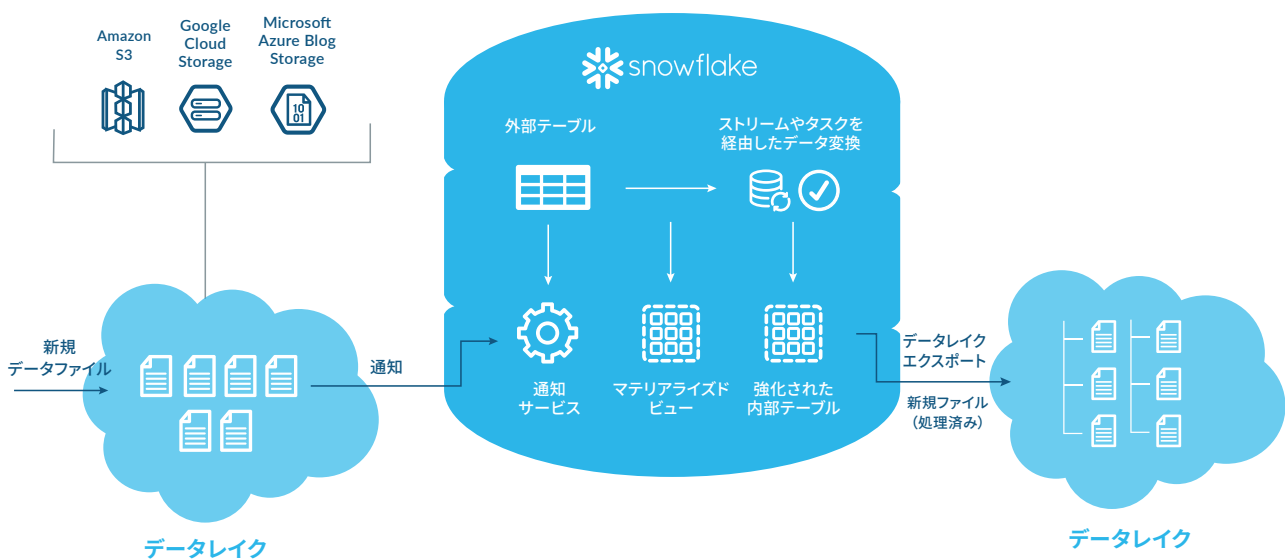 Amazon
S3
Google
Cloud
Storage
Microsoft
Azure Blog
Storage
10
01
新規
データファイル
データレイク
通知
snowflake
外部テーブル
ストリームやタスクを
経由したデータ変換
通知
サービス
マテリアライズド
ビュー
強化された
内部テーブル
データレイク
エクスポート
新規ファイル
（処理済み）
データレイク